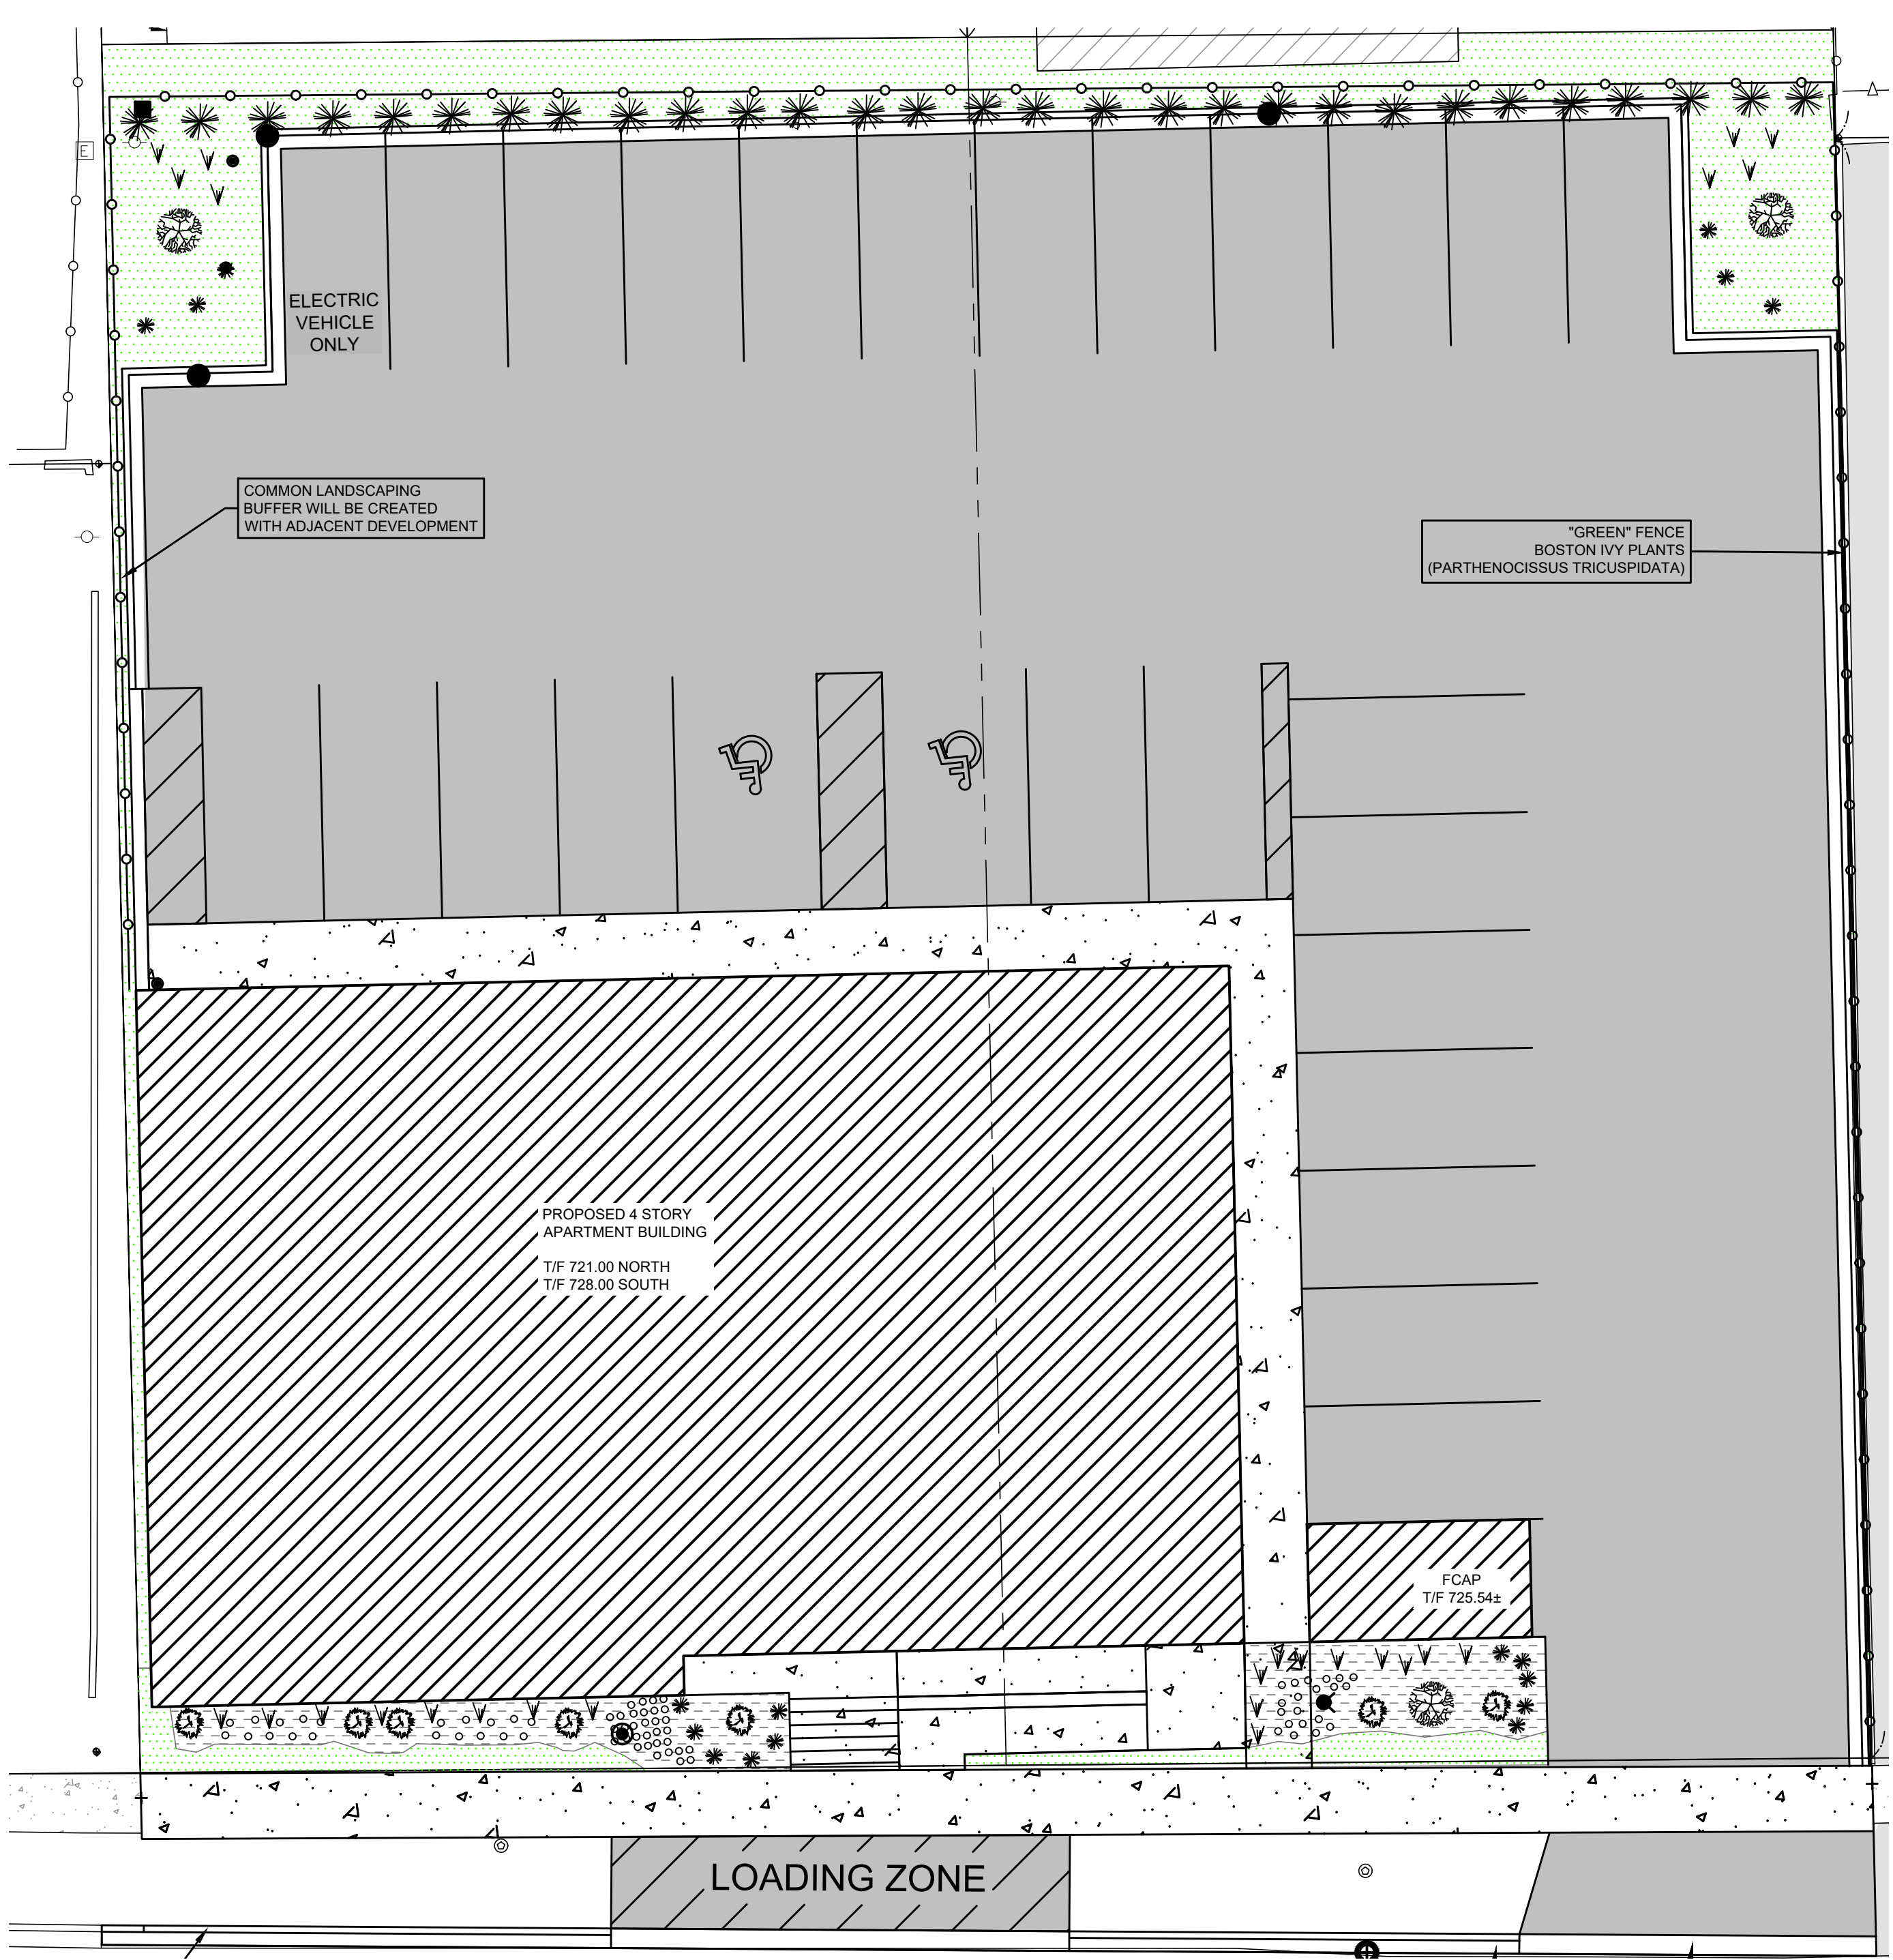 E
ELECTRIC
VEHICLE
ONLY
COMMON LANDSCAPING
BUFFER WILL BE CREATED
WITH ADJACENT DEVELOPMENT
"GREEN" FENCE
BOSTON IVY PLANTS
(PARTHENOCISSUS TRICUSPIDATA)
PROPOSED 4 STORY
APARTMENT BUILDING
T/F 721.00 NORTH
T/F 728.00 SOUTH
FCAP
T/F 725.54±
LOADING ZONE